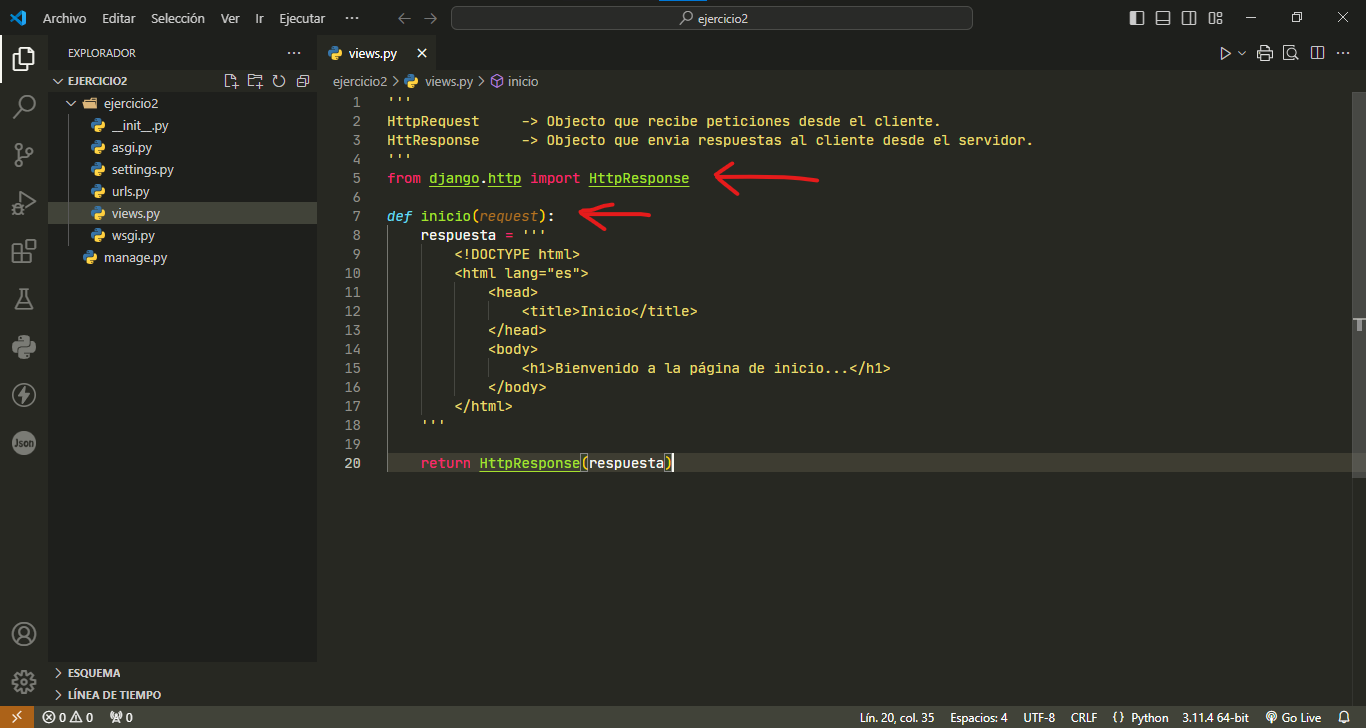 Archivo Editar Selección Ver Ir Ejecutar ··· ejercicio2
EXPLORADOR ···
EJERCICIO2
ejercicio2
__init__.py
asgi.py
settings.py
urls.py
views.py
wsgi.py
manage.py
ESQUEMA
LÍNEA DE TIEMPO
Json
views.py
ejercicio2 > views.py > inicio
1 '''
2 HttpRequest     -> Objecto que recibe peticiones desde el cliente.
3 HttResponse     -> Objecto que envia respuestas al cliente desde el servidor.
4 '''
5 from django.http import HttpResponse
6
7 def inicio(request):
8     respuesta = '''
9         <!DOCTYPE html>
10         <html lang="es">
11             <head>
12                 <title>Inicio</title>
13             </head>
14             <body>
15                 <h1>Bienvenido a la página de inicio...</h1>
16             </body>
17         </html>
18     '''
19
20     return HttpResponse(respuesta)
0 0 0 Lín. 20, col. 35 Espacios: 4 UTF-8 CRLF {} Python 3.11.4 64-bit Go Live